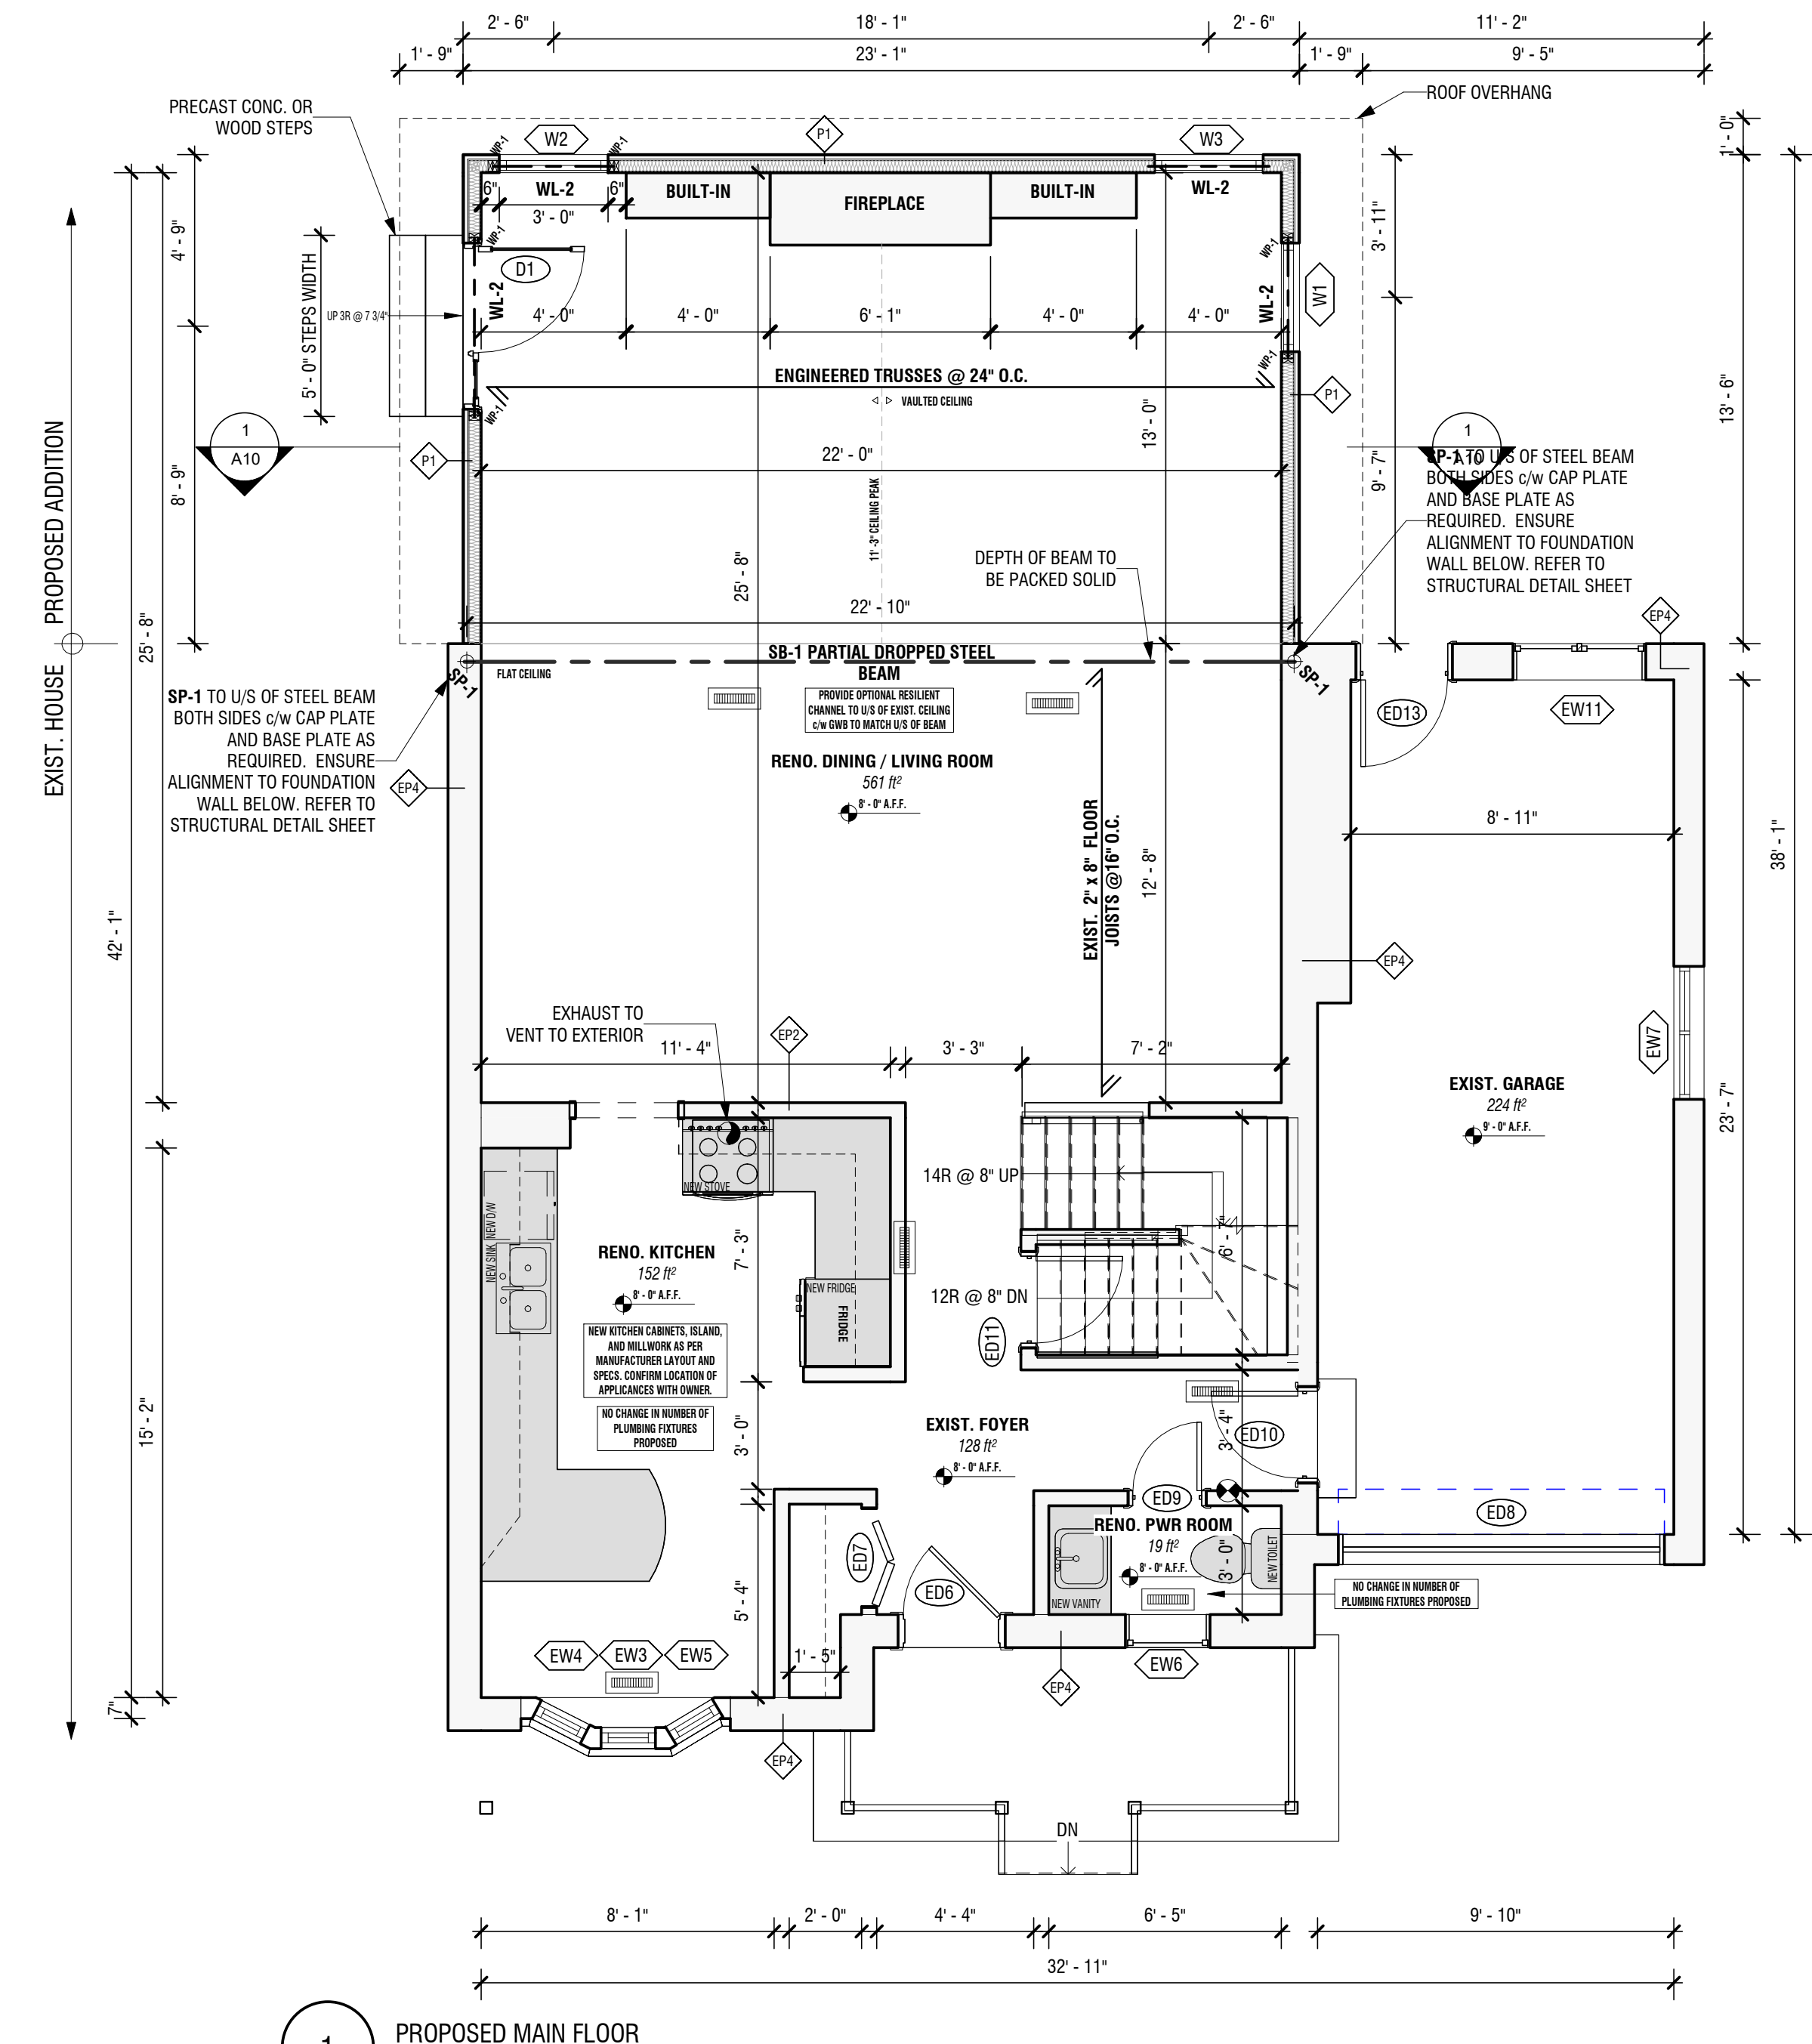 2' - 6"
18' - 1"
2' - 6"
11' - 2"
1' - 9"
23' - 1"
1' - 9"
9' - 5"
ROOF OVERHANG
PRECAST CONC. OR
WOOD STEPS
W2
P1
W3
1' - 0"
WP-1
WP-1
6"
WL-2
6"
BUILT-IN
FIREPLACE
BUILT-IN
WL-2
3' - 0"
4' - 9"
3' - 11"
WP-1
WP-1
D1
WL-2
WL-2
W1
5' - 0" STEPS WIDTH
UP 3R @ 7 3/4"
4' - 0"
4' - 0"
6' - 1"
4' - 0"
4' - 0"
WP-1
WP-1
ENGINEERED TRUSSES @ 24" O.C.
VAULTED CEILING
P1
13' - 6"
13' - 0"
1
A10
P1
22' - 0"
8' - 9"
9' - 7"
1
A10
SP-1 TO U/S OF STEEL BEAM
BOTH SIDES c/w CAP PLATE
AND BASE PLATE AS
REQUIRED. ENSURE
ALIGNMENT TO FOUNDATION
WALL BELOW. REFER TO
STRUCTURAL DETAIL SHEET
PROPOSED ADDITION
EXIST. HOUSE
11' -3" CEILING PEAK
25' - 8"
DEPTH OF BEAM TO
BE PACKED SOLID
22' - 10"
EP4
25' - 8"
SB-1 PARTIAL DROPPED STEEL
BEAM
FLAT CEILING
SP-1
SP-1
PROVIDE OPTIONAL RESILIENT
CHANNEL TO U/S OF EXIST. CEILING
c/w GWB TO MATCH U/S OF BEAM
SP-1 TO U/S OF STEEL BEAM
BOTH SIDES c/w CAP PLATE
AND BASE PLATE AS
REQUIRED. ENSURE
ALIGNMENT TO FOUNDATION
WALL BELOW. REFER TO
STRUCTURAL DETAIL SHEET
EP4
ED13
EW11
RENO. DINING / LIVING ROOM
561 ft²
8' - 0" A.F.F.
8' - 11"
38' - 1"
EXIST. 2" x 8" FLOOR
JOISTS @16" O.C.
12' - 8"
42' - 1"
EP4
EXHAUST TO
VENT TO EXTERIOR
EP2
11' - 4"
3' - 3"
7' - 2"
EW7
EXIST. GARAGE
224 ft²
9' - 0" A.F.F.
23' - 7"
NEW STOVE
14R @ 8" UP
NEW D/W
NEW SINK
RENO. KITCHEN
152 ft²
8' - 0" A.F.F.
7' - 3"
6' - 7"
NEW FRIDGE
FRIDGE
12R @ 8" DN
ED11
NEW KITCHEN CABINETS, ISLAND,
AND MILLWORK AS PER
MANUFACTURER LAYOUT AND
SPECS. CONFIRM LOCATION OF
APPLICANCES WITH OWNER.
NO CHANGE IN NUMBER OF
PLUMBING FIXTURES
PROPOSED
15' - 2"
3' - 0"
EXIST. FOYER
128 ft²
8' - 0" A.F.F.
3' - 4"
ED10
ED9
ED8
RENO. PWR ROOM
19 ft²
8' - 0" A.F.F.
3' - 0"
NEW TOILET
NEW VANITY
ED7
ED6
NO CHANGE IN NUMBER OF
PLUMBING FIXTURES PROPOSED
5' - 4"
EW4
EW3
EW5
1' - 5"
EW6
EP4
7"
EP4
DN
8' - 1"
2' - 0"
4' - 4"
6' - 5"
9' - 10"
32' - 11"
1
PROPOSED MAIN FLOOR